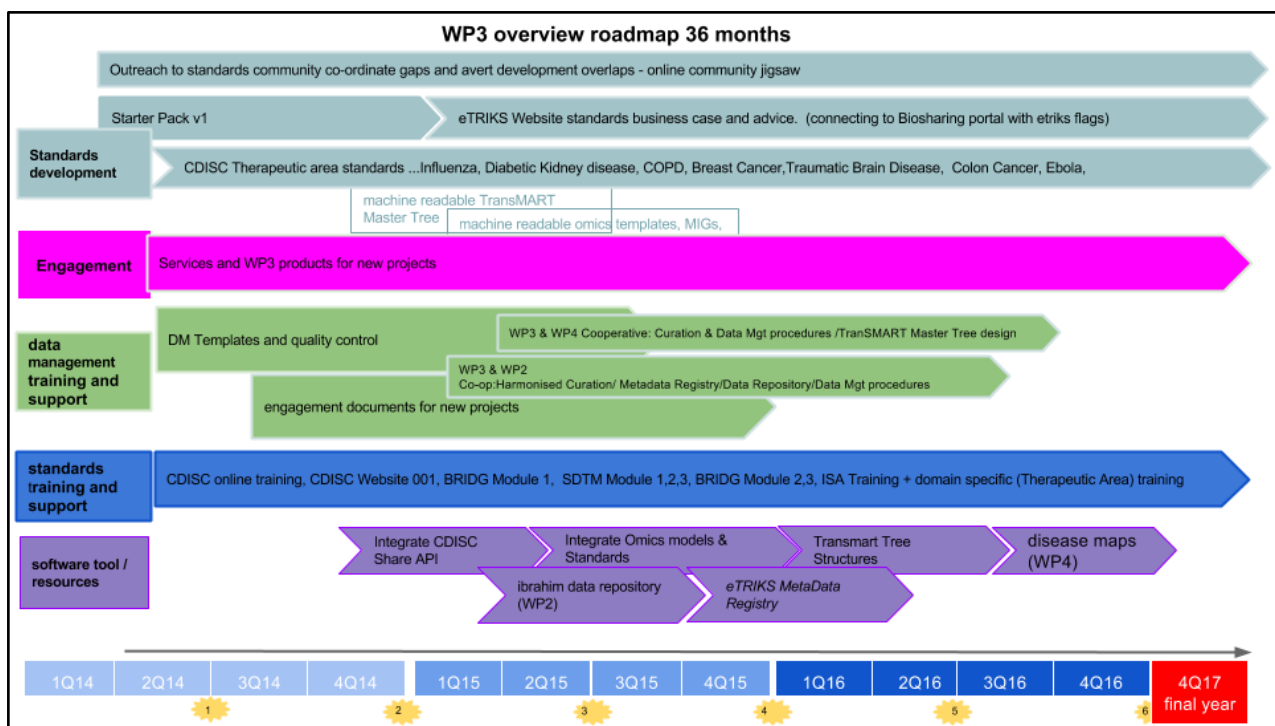 WP3 overview roadmap 36 months
Outreach to standards community co-ordinate gaps and avert development overlaps - online community jigsaw
Starter Pack v1
eTRIKS Website standards business case and advice.  (connecting to Biosharing portal with etriks flags)
Standards
development
CDISC Therapeutic area standards ...Influenza, Diabetic Kidney disease, COPD, Breast Cancer,Traumatic Brain Disease,  Colon Cancer, Ebola,
machine readable TransMART
Master Tree
machine readable omics templates, MIGs,
Engagement
Services and WP3 products for new projects
data
management
training and
support
DM Templates and quality control
WP3 & WP4 Cooperative: Curation & Data Mgt procedures /TranSMART Master Tree design
WP3 & WP2
Co-op:Harmonised Curation/ Metadata Registry/Data Repository/Data Mgt procedures
engagement documents for new projects
standards
training and
support
CDISC online training, CDISC Website 001, BRIDG Module 1,  SDTM Module 1,2,3, BRIDG Module 2,3, ISA Training + domain specific (Therapeutic Area) training
software tool /
resources
Integrate CDISC
Share API
Integrate Omics models &
Standards
Transmart Tree
Structures
disease maps
(WP4)
ibrahim data repository
(WP2)
eTRIKS MetaData
Registry
1Q14
2Q14
3Q14
4Q14
1Q15
2Q15
3Q15
4Q15
1Q16
2Q16
3Q16
4Q16
4Q17
final year
1
2
3
4
5
6